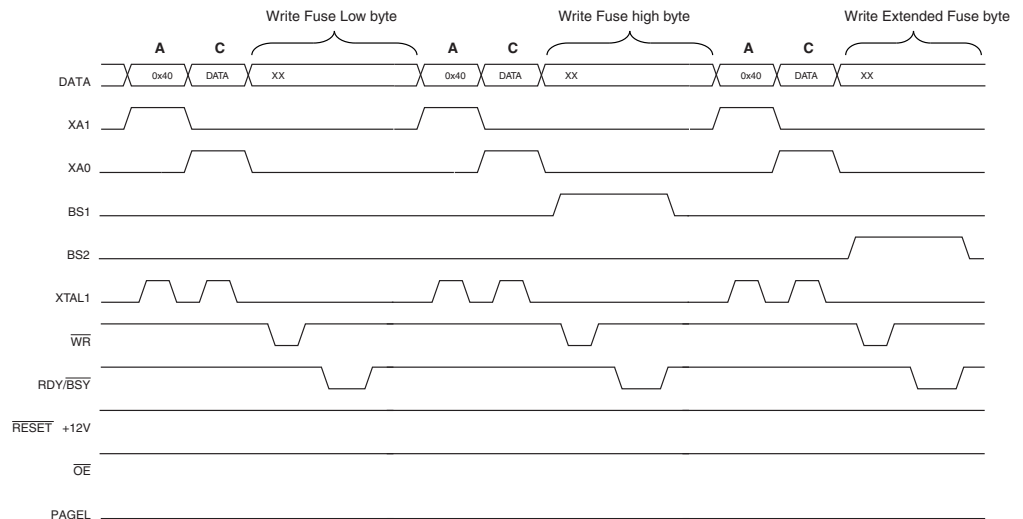 Write Fuse Low byte Write Fuse high byte Write Extended Fuse byte
A C A C A C
DATA 0x40 DATA XX 0x40 DATA XX 0x40 DATA XX
XA1
XA0
BS1
BS2
XTAL1
WR
RDY/BSY
RESET +12V
OE
PAGEL